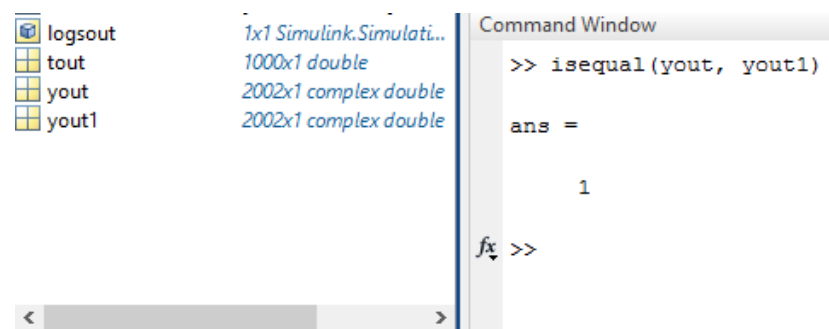 logsout 1x1 Simulink.Simulati...
tout 1000x1 double
yout 2002x1 complex double
yout1 2002x1 complex double
Command Window
>> isequal(yout, yout1)
ans =
1
fx >>